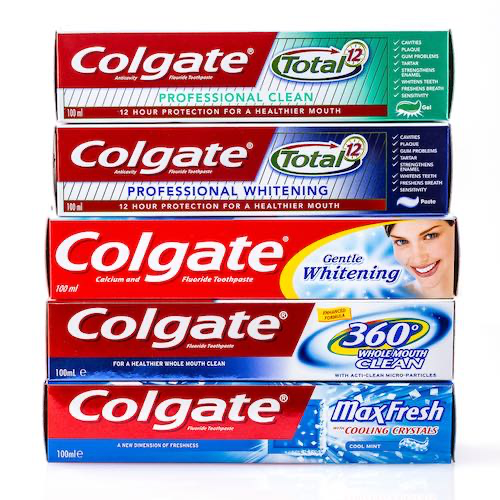 Colgate®
Anticavity Fluoride Toothpaste
Total 12
PROFESSIONAL CLEAN
12 HOUR PROTECTION FOR A HEALTHIER MOUTH
100 ml
✓ CAVITIES
✓ PLAQUE
✓ GUM PROBLEMS
✓ TARTAR
✓ STRENGTHENS
ENAMEL
✓ WHITENS TEETH
✓ FRESHENS BREATH
✓ SENSITIVITY
Gel
Colgate®
Anticavity Fluoride Toothpaste
Total 12
PROFESSIONAL WHITENING
12 HOUR PROTECTION FOR A HEALTHIER MOUTH
100 ml
✓ CAVITIES
✓ PLAQUE
✓ GUM PROBLEMS
✓ TARTAR
✓ STRENGTHENS
ENAMEL
✓ WHITENS TEETH
✓ FRESHENS BREATH
✓ SENSITIVITY
Paste
Colgate®
Calcium and Fluoride Toothpaste
100 ml
Gentle
Whitening
Colgate®
Fluoride Toothpaste
FOR A HEALTHIER WHOLE MOUTH CLEAN
100mL e
ENHANCED
FORMULA
360°
WHOLE MOUTH
CLEAN
WITH ACTI-CLEAN MICRO-PARTICLES
Colgate®
Fluoride Toothpaste
A NEW DIMENSION OF FRESHNESS
100ml e
MaxFresh
WITH COOLING CRYSTALS
COOL MINT